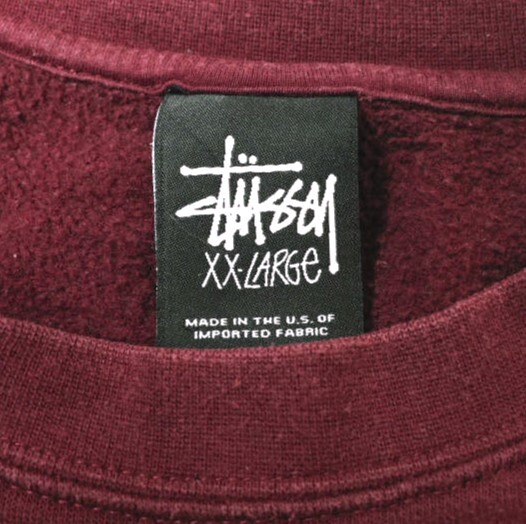 Stüssy
XX-LARGE
MADE IN THE U.S. OF
IMPORTED FABRIC